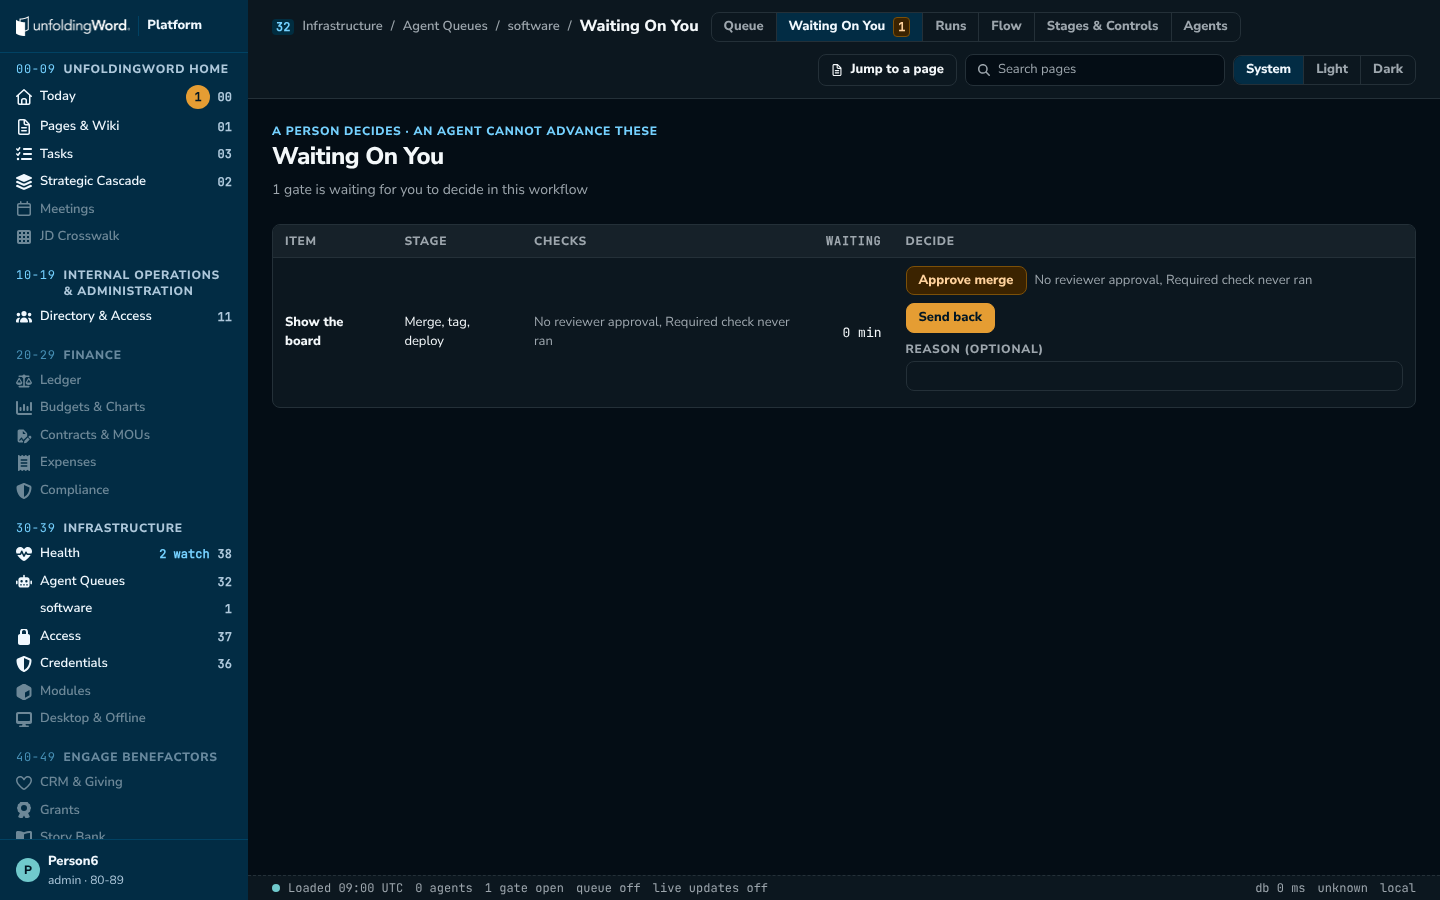 unfoldingWord Platform
00-09 UNFOLDINGWORD HOME
Today 1 00
Pages & Wiki 01
Tasks 03
Strategic Cascade 02
Meetings
JD Crosswalk
10-19 INTERNAL OPERATIONS
& ADMINISTRATION
Directory & Access 11
20-29 FINANCE
Ledger
Budgets & Charts
Contracts & MOUs
Expenses
Compliance
30-39 INFRASTRUCTURE
Health 2 watch 38
Agent Queues 32
software 1
Access 37
Credentials 36
Modules
Desktop & Offline
40-49 ENGAGE BENEFACTORS
CRM & Giving
Grants
Story Bank
P Person6
admin · 80-89
32 Infrastructure / Agent Queues / software / Waiting On You
Queue Waiting On You 1 Runs Flow Stages & Controls Agents
Jump to a page Search pages System Light Dark
A PERSON DECIDES · AN AGENT CANNOT ADVANCE THESE
Waiting On You
1 gate is waiting for you to decide in this workflow
ITEM STAGE CHECKS WAITING DECIDE
Show the
board
Merge, tag,
deploy
No reviewer approval, Required check never
ran
0 min
Approve merge No reviewer approval, Required check never ran
Send back
REASON (OPTIONAL)
Loaded 09:00 UTC 0 agents 1 gate open queue off live updates off db 0 ms unknown local